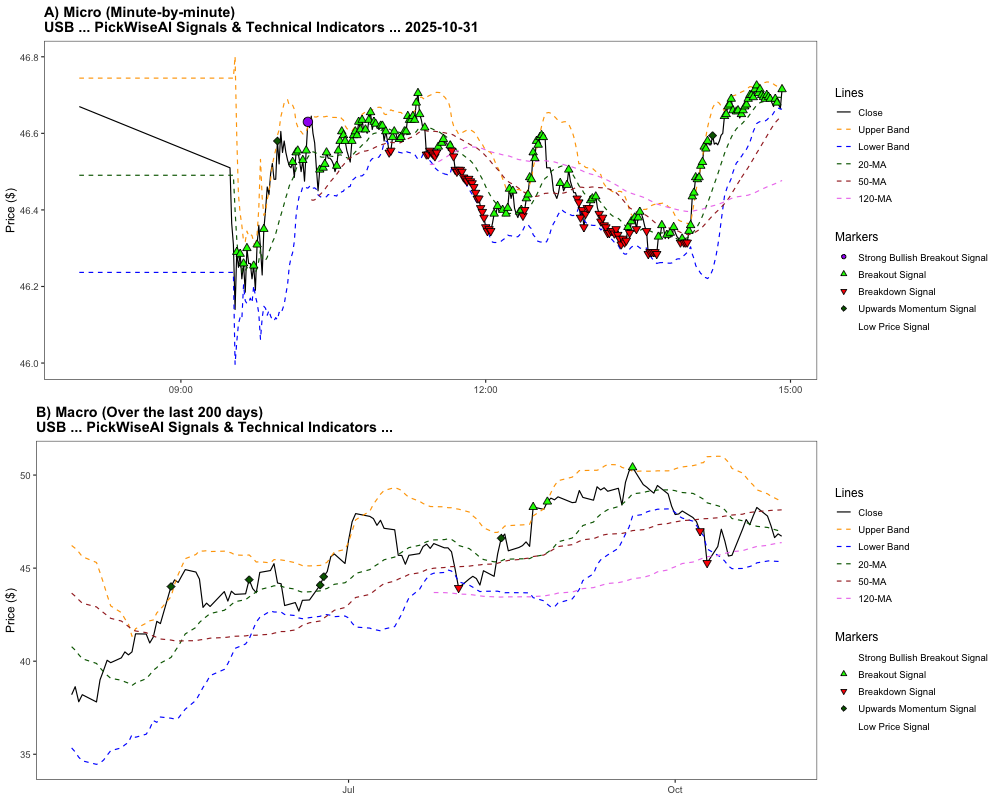 A) Micro (Minute-by-minute)
USB ... PickWiseAI Signals & Technical Indicators ... 2025-10-31
Price ($)
46.8
46.6
46.4
46.2
46.0
09:00
12:00
15:00
Lines
Close
Upper Band
Lower Band
20-MA
50-MA
120-MA
Markers
Strong Bullish Breakout Signal
Breakout Signal
Breakdown Signal
Upwards Momentum Signal
Low Price Signal
B) Macro (Over the last 200 days)
USB ... PickWiseAI Signals & Technical Indicators ...
Price ($)
50
45
40
35
Jul
Oct
Lines
Close
Upper Band
Lower Band
20-MA
50-MA
120-MA
Markers
Strong Bullish Breakout Signal
Breakout Signal
Breakdown Signal
Upwards Momentum Signal
Low Price Signal